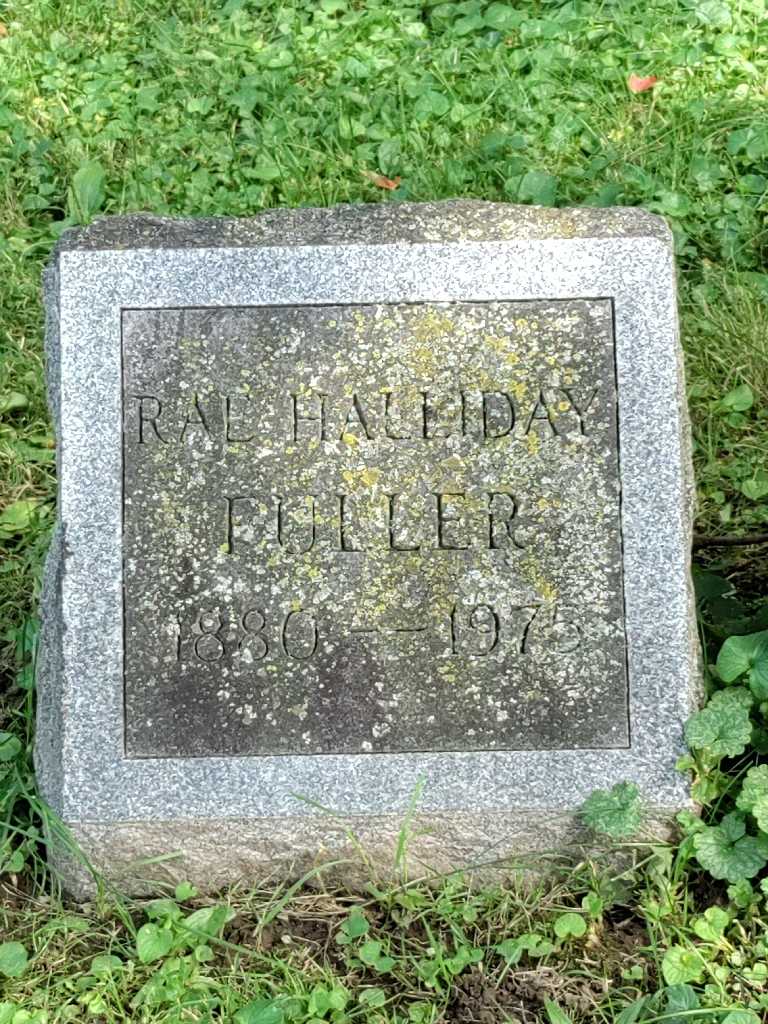 RAE HALLIDAY
FULLER
1880 — 1975